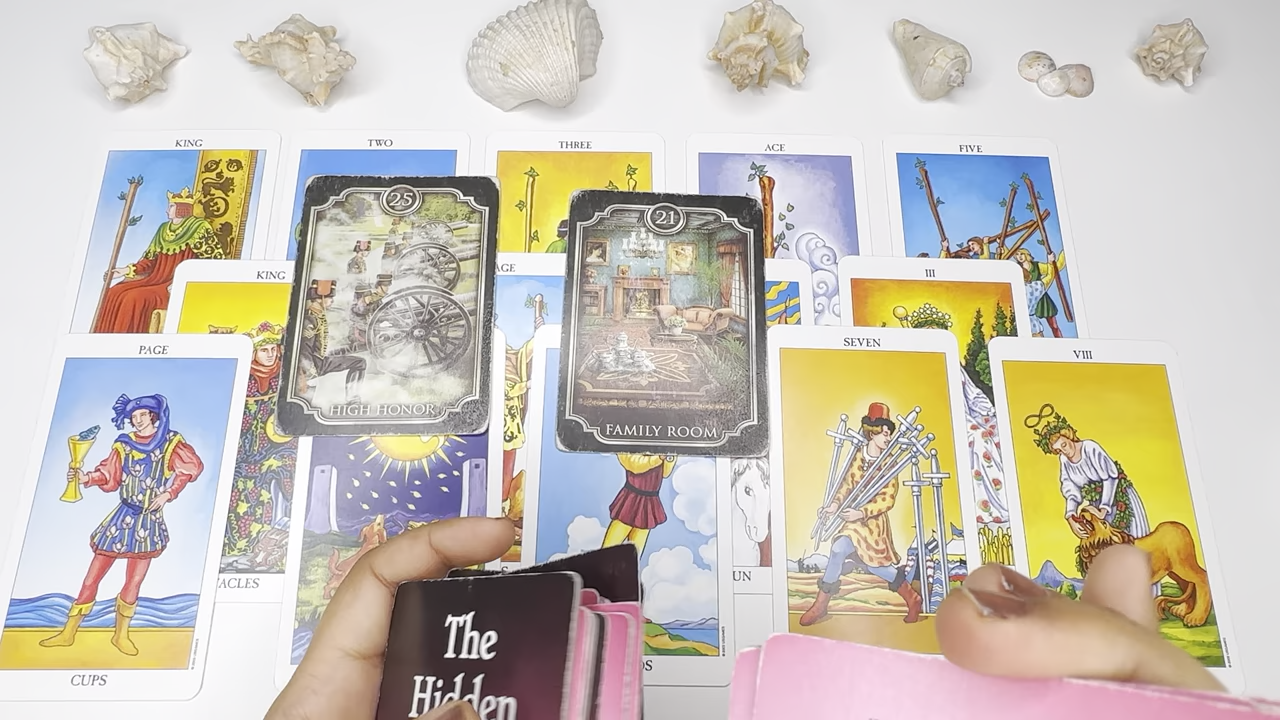 KING
TWO
THREE
ACE
FIVE
25
HIGH HONOR
21
FAMILY ROOM
KING
AGE
III
PAGE
CUPS
ACLES
UN
SEVEN
VIII
The
Hidden